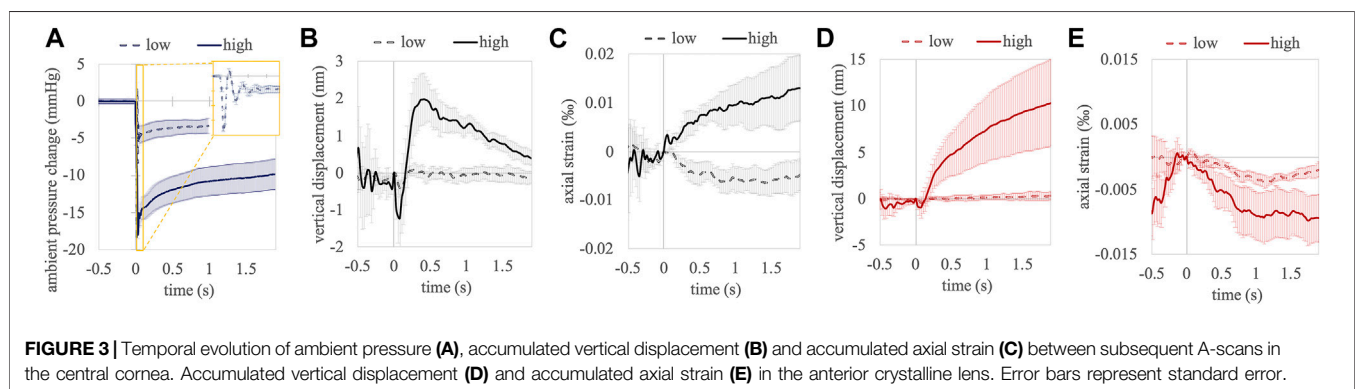 A
low high
ambient pressure change (mmHg)
5
0
-5
-10
-15
-20
-0.5 0 0.5 1 1.5
time (s)
B
low high
vertical displacement (nm)
3
2
1
0
-1
-2
-0.5 0 0.5 1 1.5
time (s)
C
low high
axial strain (‰)
0.02
0.01
0
-0.01
-0.02
-0.5 0 0.5 1 1.5
time (s)
D
low high
vertical displacement (nm)
15
10
5
0
-5
-0.5 0 0.5 1 1.5
time (s)
E
low high
axial strain (‰)
0.015
0.005
-0.005
-0.015
-0.5 0 0.5 1 1.5
time (s)
FIGURE 3 | Temporal evolution of ambient pressure (A), accumulated vertical displacement (B) and accumulated axial strain (C) between subsequent A-scans in
the central cornea. Accumulated vertical displacement (D) and accumulated axial strain (E) in the anterior crystalline lens. Error bars represent standard error.